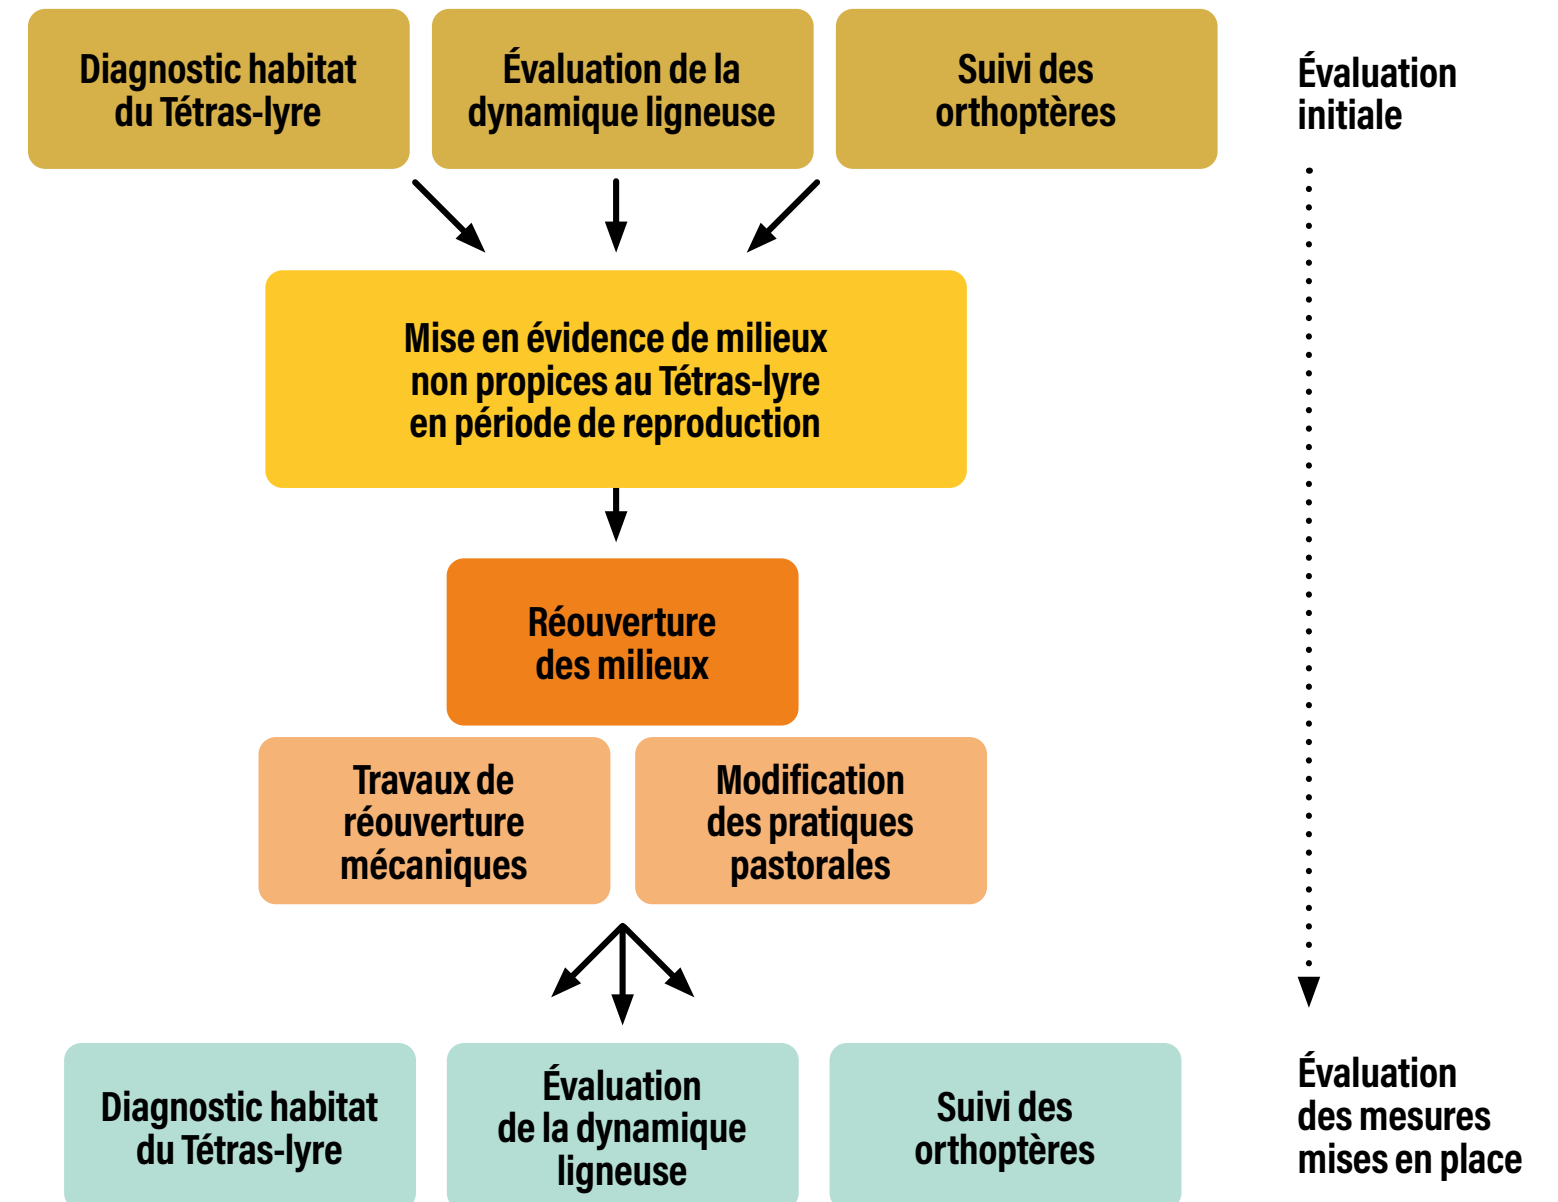 Diagnostic habitat
du Tétras-lyre
Évaluation de la
dynamique ligneuse
Suivi des
orthoptères
Évaluation
initiale
Mise en évidence de milieux
non propices au Tétras-lyre
en période de reproduction
Réouverture
des milieux
Travaux de
réouverture
mécaniques
Modification
des pratiques
pastorales
Diagnostic habitat
du Tétras-lyre
Évaluation
de la dynamique
ligneuse
Suivi des
orthoptères
Évaluation
des mesures
mises en place